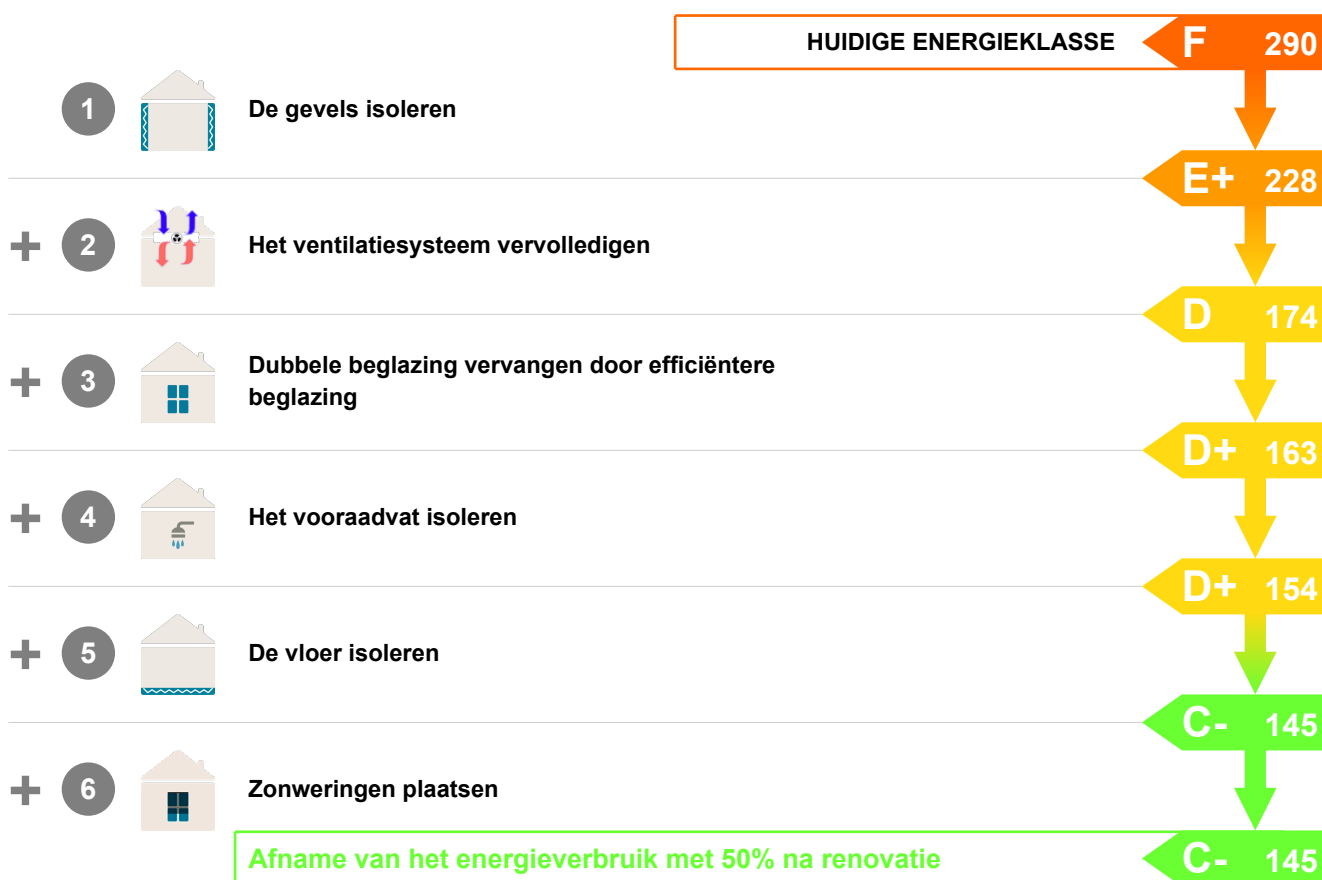 HUIDIGE ENERGIEKLASSE F 290
1 De gevels isoleren
E+ 228
+ 2 Het ventilatiesysteem vervolledigen
D 174
+ 3 Dubbele beglazing vervangen door efficiëntere
beglazing
D+ 163
+ 4 Het vooraadvat isoleren
D+ 154
+ 5 De vloer isoleren
C- 145
+ 6 Zonweringen plaatsen
Afname van het energieverbruik met 50% na renovatie C- 145